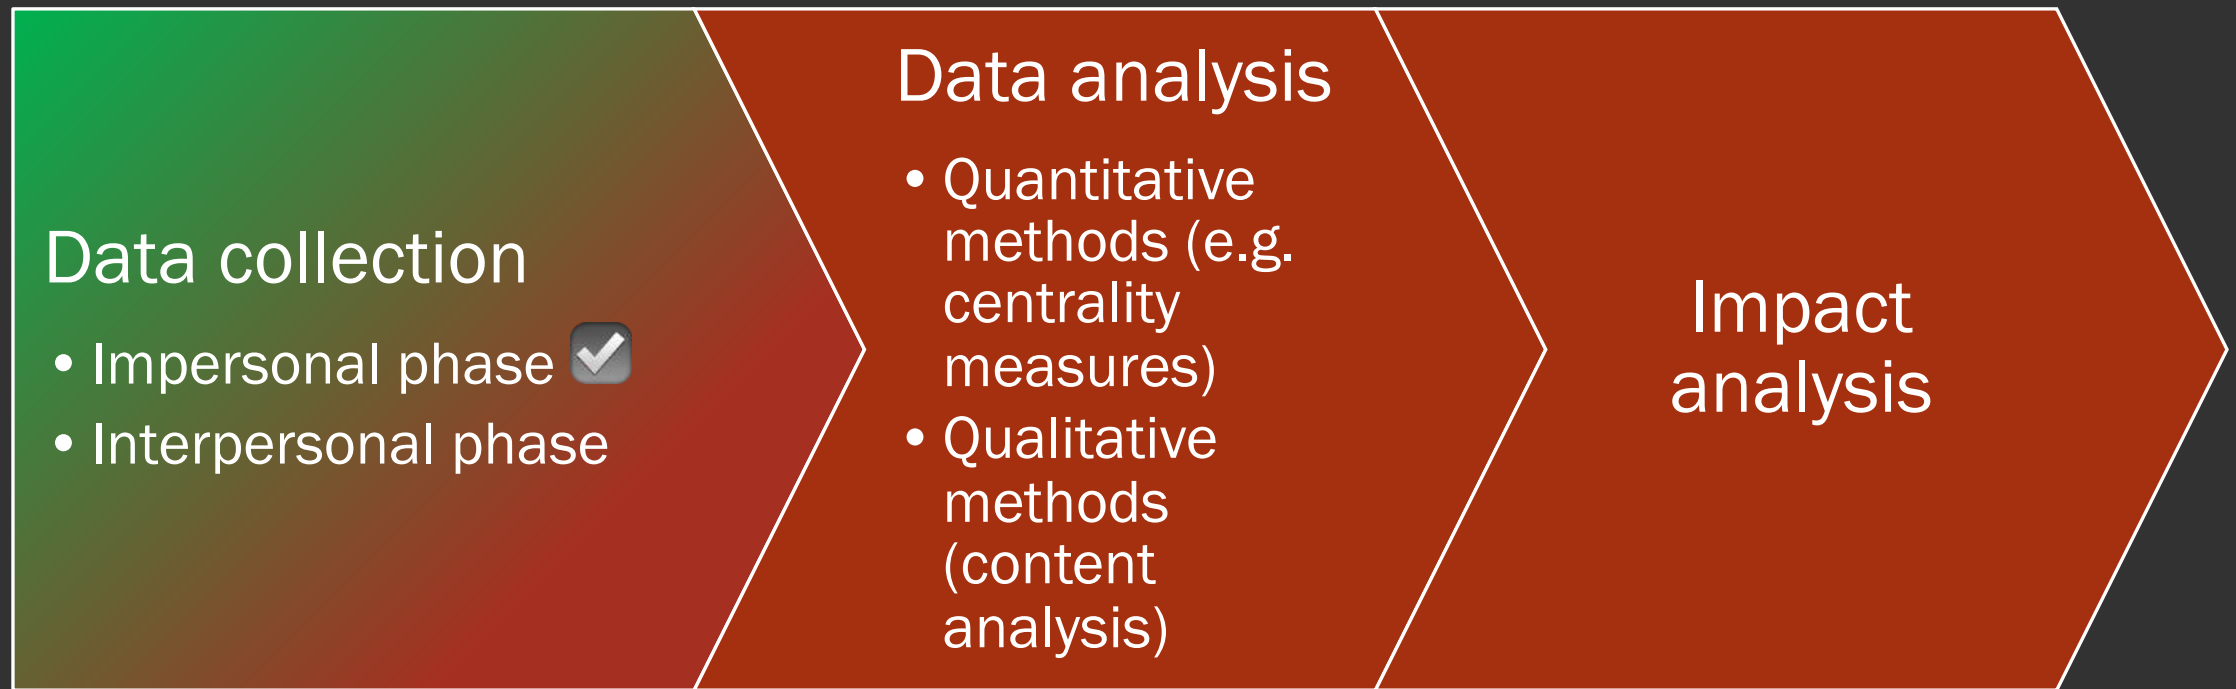 Data collection
• Impersonal phase ✅
• Interpersonal phase
Data analysis
• Quantitative
methods (e.g.
centrality
measures)
• Qualitative
methods
(content
analysis)
Impact
analysis